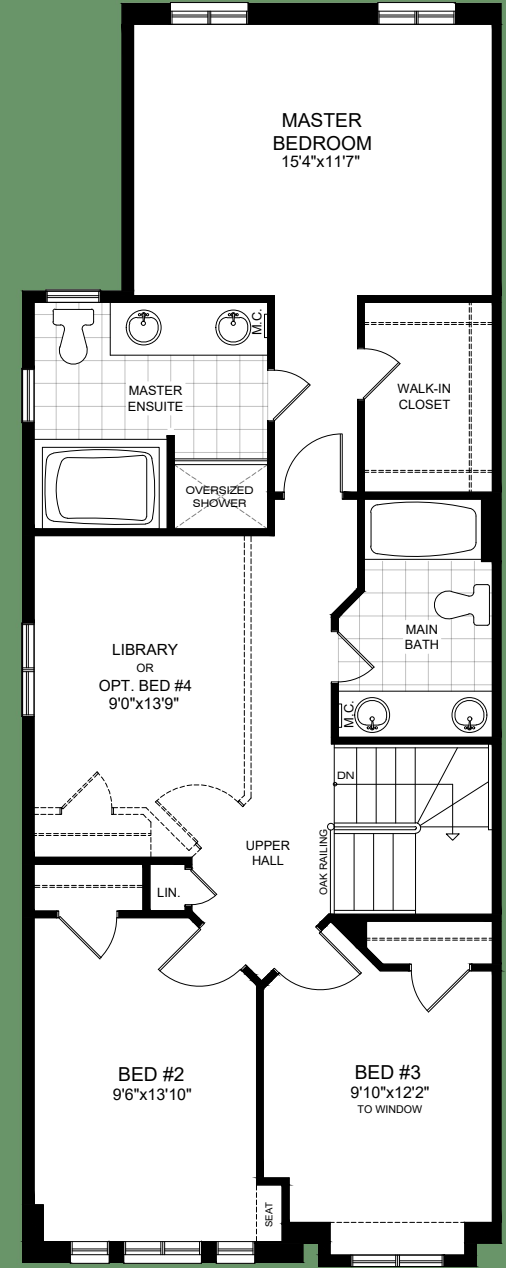 MASTER
BEDROOM
15'4"x11'7"
M.C.
MASTER
ENSUITE
WALK-IN
CLOSET
OVERSIZED
SHOWER
MAIN
BATH
LIBRARY
OR
OPT. BED #4
9'0"x13'9"
M.C.
DN
UPPER
HALL
OAK RAILING
LIN.
BED #2
9'6"x13'10"
BED #3
9'10"x12'2"
TO WINDOW
SEAT